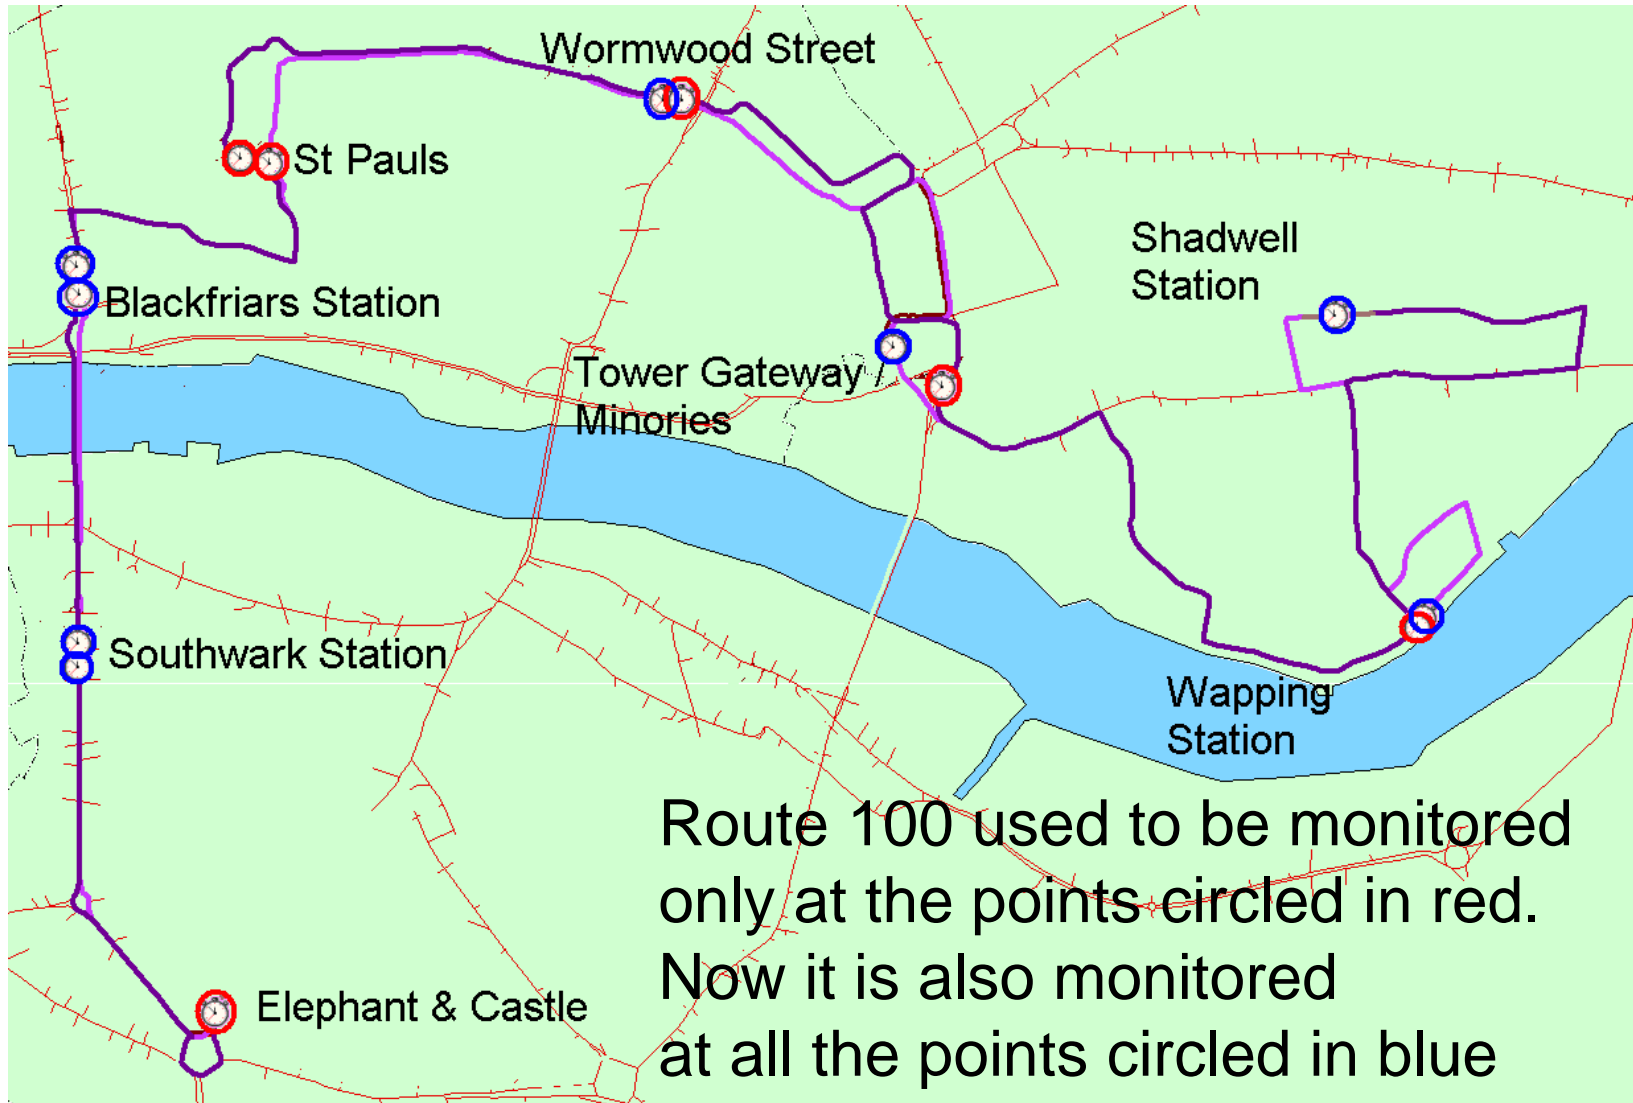 Wormwood Street
St Pauls
Shadwell
Station
Blackfriars Station
Tower Gateway /
Minories
Southwark Station
Wapping
Station
Elephant & Castle
Route 100 used to be monitored
only at the points circled in red.
Now it is also monitored
at all the points circled in blue